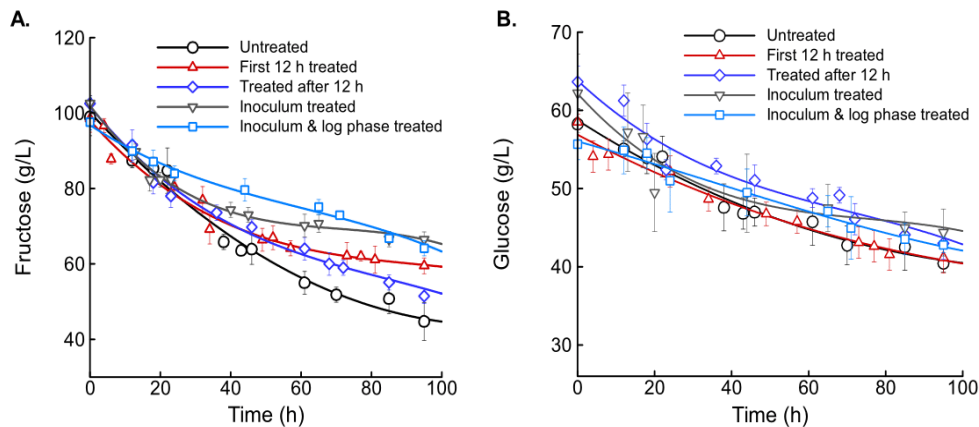 A.
120
100
80
60
40
Fructose (g/L)
0 20 40 60 80 100
Time (h)
Untreated
First 12 h treated
Treated after 12 h
Inoculum treated
Inoculum & log phase treated
B.
70
60
50
40
30
Glucose (g/L)
0 20 40 60 80 100
Time (h)
Untreated
First 12 h treated
Treated after 12 h
Inoculum treated
Inoculum & log phase treated